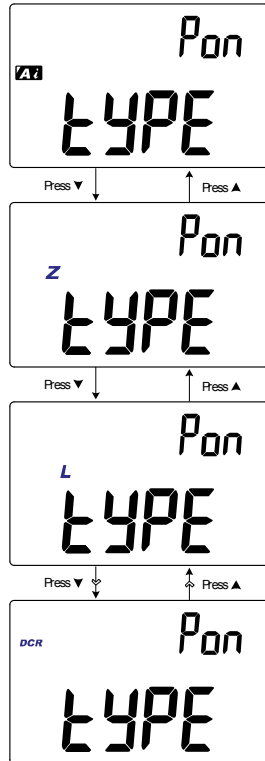 Pon
Ai
tYPE
Press ▼ Press ▲
Pon
Z
tYPE
Press ▼ Press ▲
Pon
L
tYPE
Press ▼ Press ▲
Pon
DCR
tYPE